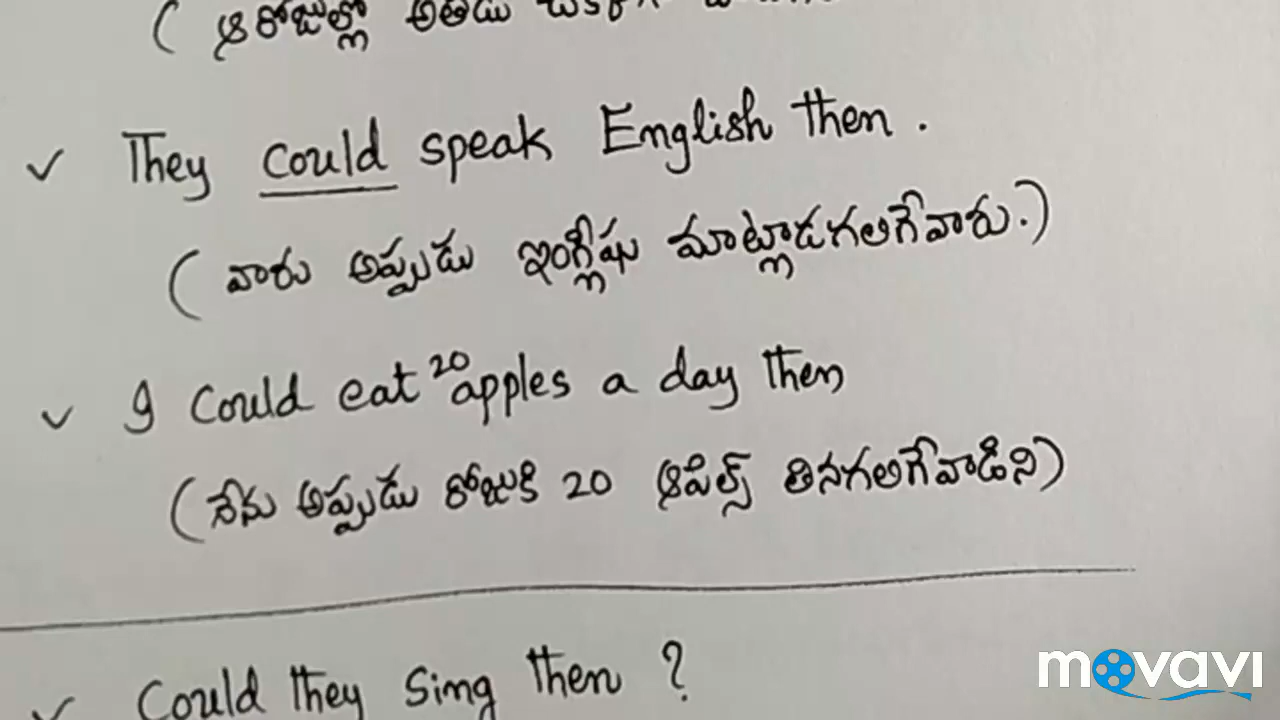 ( ఆ రోజుల్లో అతడు
They could speak English then.
( వారు అప్పుడు ఇంగ్లీషు మాట్లాడగలిగేవారు.)
I could eat 20 apples a day then
(నేను అప్పుడు రోజుకి 20 ఆపిల్స్ తినగలిగేవాడిని)
Could they sing then ?
movavi